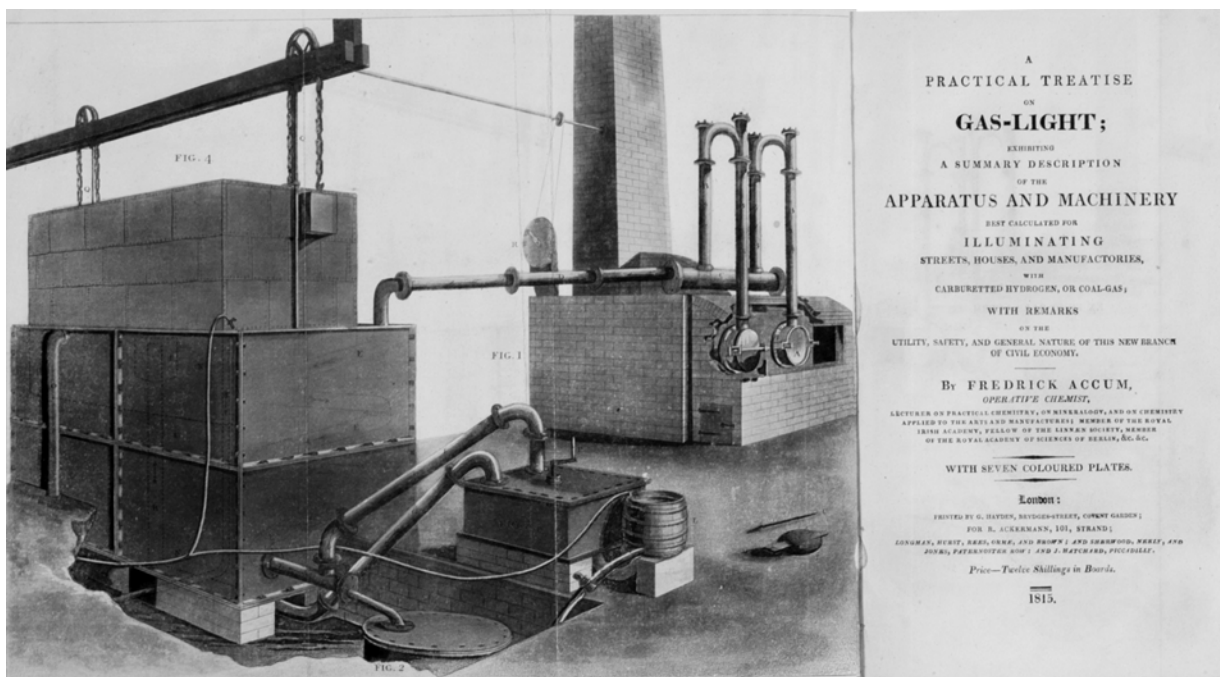 FIG. 4
FIG. 1
FIG. 2
A
PRACTICAL TREATISE
ON
GAS-LIGHT;
EXHIBITING
A SUMMARY DESCRIPTION
OF THE
APPARATUS AND MACHINERY
BEST CALCULATED FOR
ILLUMINATING
STREETS, HOUSES, AND MANUFACTORIES,
WITH
CARBURETTED HYDROGEN, OR COAL-GAS;
WITH REMARKS
ON THE
UTILITY, SAFETY, AND GENERAL NATURE OF THIS NEW BRANCH
OF CIVIL ECONOMY.
BY FREDRICK ACCUM,
OPERATIVE CHEMIST,
LECTURER ON PRACTICAL CHEMISTRY, ON MINERALOGY, AND ON CHEMISTRY
APPLIED TO THE ARTS AND MANUFACTURES; MEMBER OF THE ROYAL
IRISH ACADEMY, FELLOW OF THE LINNEN SOCIETY, MEMBER
OF THE ROYAL ACADEMY OF SCIENCES OF BERLIN, &C. &C.
WITH SEVEN COLOURED PLATES.
London:
PRINTED BY G. HAYDEN, BRYDGES-STREET, COVENT GARDEN;
FOR R. ACKERMANN, 101, STRAND;
LONGMAN, HURST, REES, ORME, AND BROWN; AND SHERWOOD, NEELY, AND
JONES, PATERNOSTER ROW; AND J. HATCHARD, PICCADILLY.
Price—Twelve Shillings in Boards.
1815.